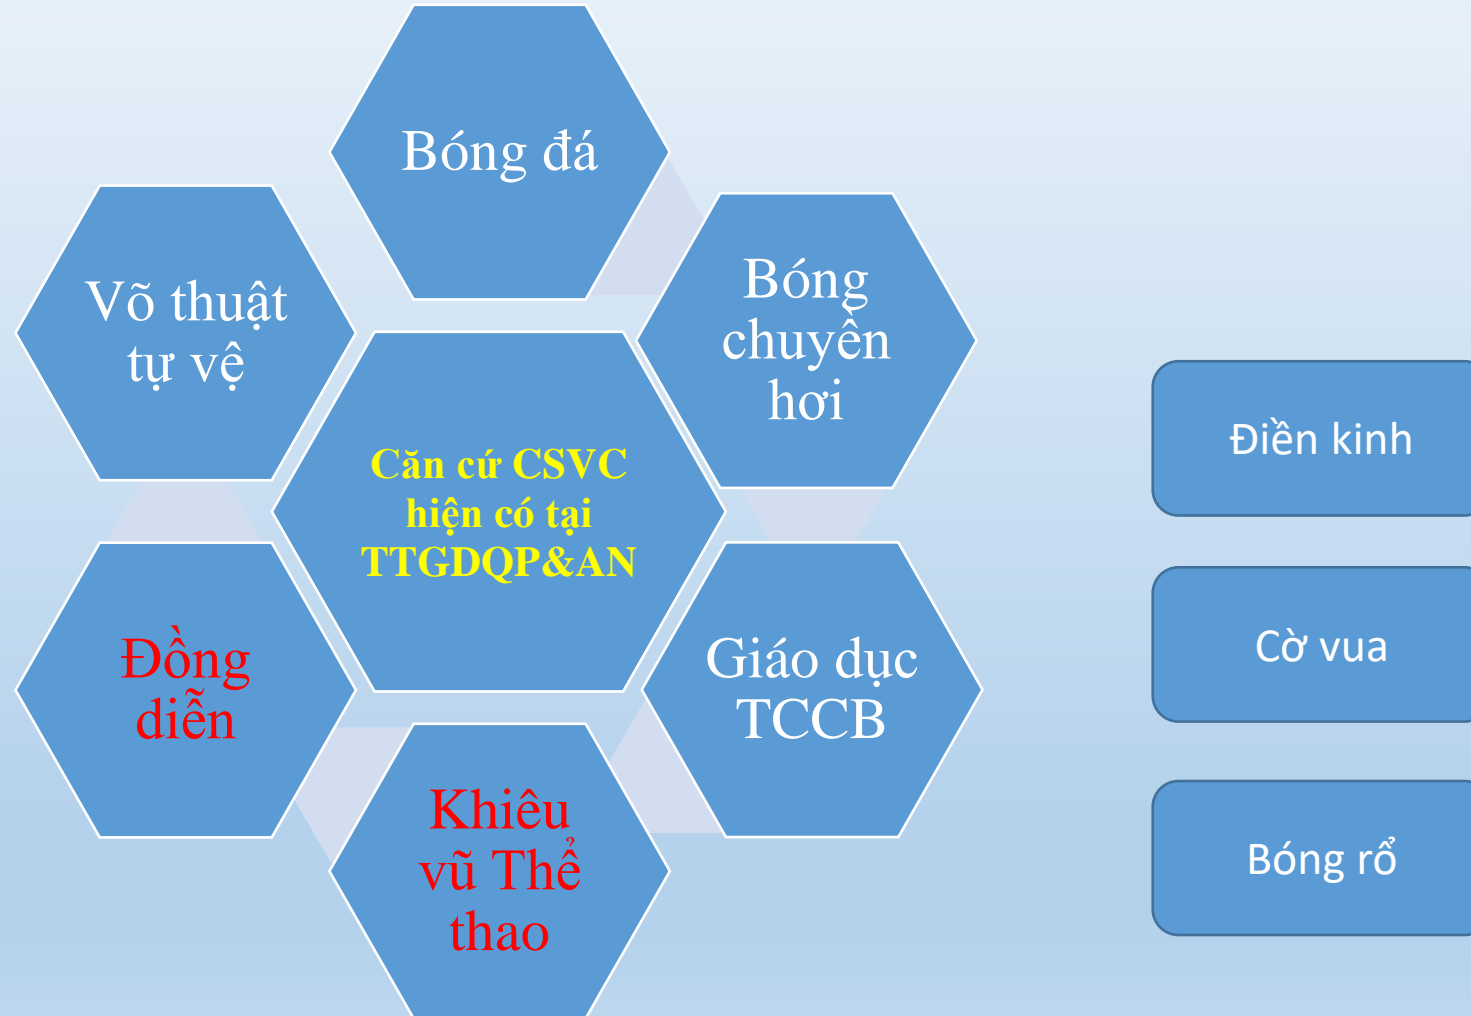 Bóng đá
Võ thuật
tự vệ
Bóng
chuyền
hơi
Căn cứ CSVC
hiện có tại
TTGDQP&AN
Đồng
diễn
Giáo dục
TCCB
Khiêu
vũ Thể
thao
Điền kinh
Cờ vua
Bóng rổ